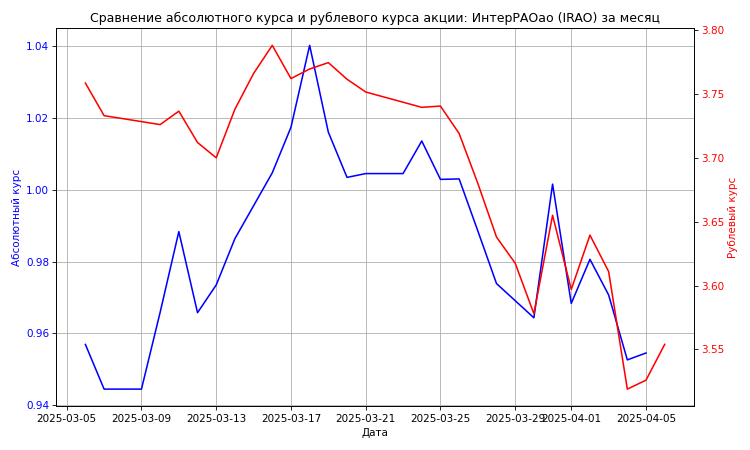 Сравнение абсолютного курса и рублевого курса акции: ИнтерРАОао (IRAO) за месяц
Абсолютный курс
1.04
1.02
1.00
0.98
0.96
0.94
3.80
3.75
3.70
3.65
3.60
3.55
Рублевый курс
2025-03-05 2025-03-09 2025-03-13 2025-03-17 2025-03-21 2025-03-25 2025-03-29 2025-04-01 2025-04-05
Дата